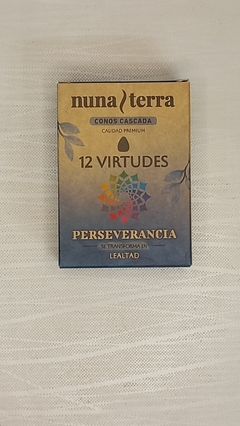 nuna terra
CONOS CASCADA
CALIDAD PREMIUM
12 VIRTUDES
PERSEVERANCIA
SE TRANSFORMA EN
LEALTAD